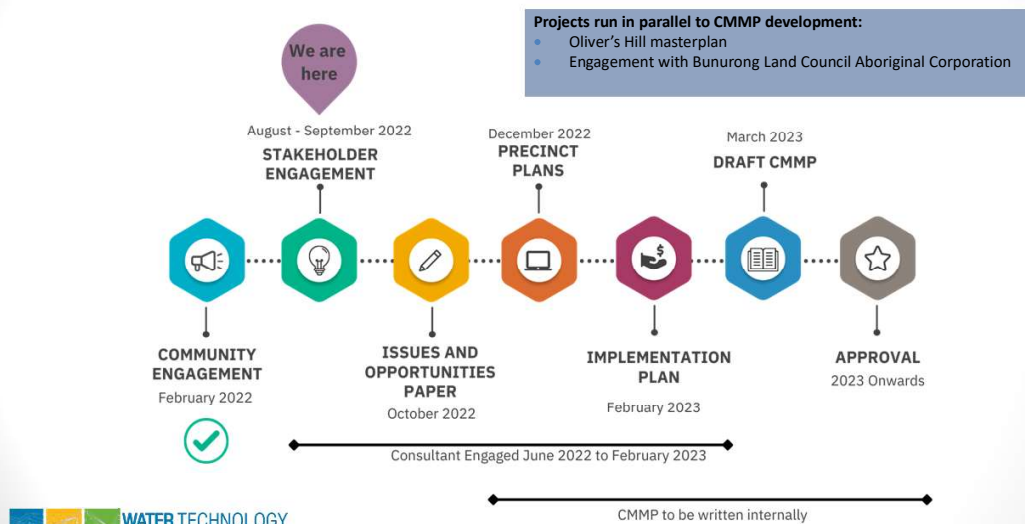 Projects run in parallel to CMMP development:
• Oliver's Hill masterplan
• Engagement with Bunurong Land Council Aboriginal Corporation
We are
here
August - September 2022
STAKEHOLDER
ENGAGEMENT
December 2022
PRECINCT
PLANS
March 2023
DRAFT CMMP
$
COMMUNITY
ENGAGEMENT
February 2022
ISSUES AND
OPPORTUNITIES
PAPER
October 2022
IMPLEMENTATION
PLAN
February 2023
APPROVAL
2023 Onwards
Consultant Engaged June 2022 to February 2023
CMMP to be written internally
WATER TECHNOLOGY